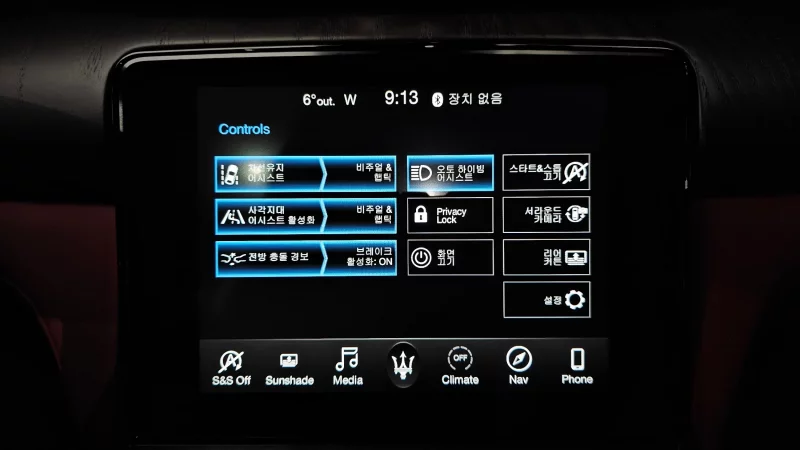 6°out. W 9:13 장치 없음
Controls
차선유지
어시스트
비주얼 &
햅틱
오토 하이빔
어시스트
스타트&스톱
끄기
사각지대
어시스트 활성화
비주얼 &
햅틱
Privacy
Lock
서라운드
카메라
전방 충돌 경보
브레이크
활성화: ON
화면
끄기
리어
커튼
설정
S&S Off Sunshade Media OFF Climate Nav Phone